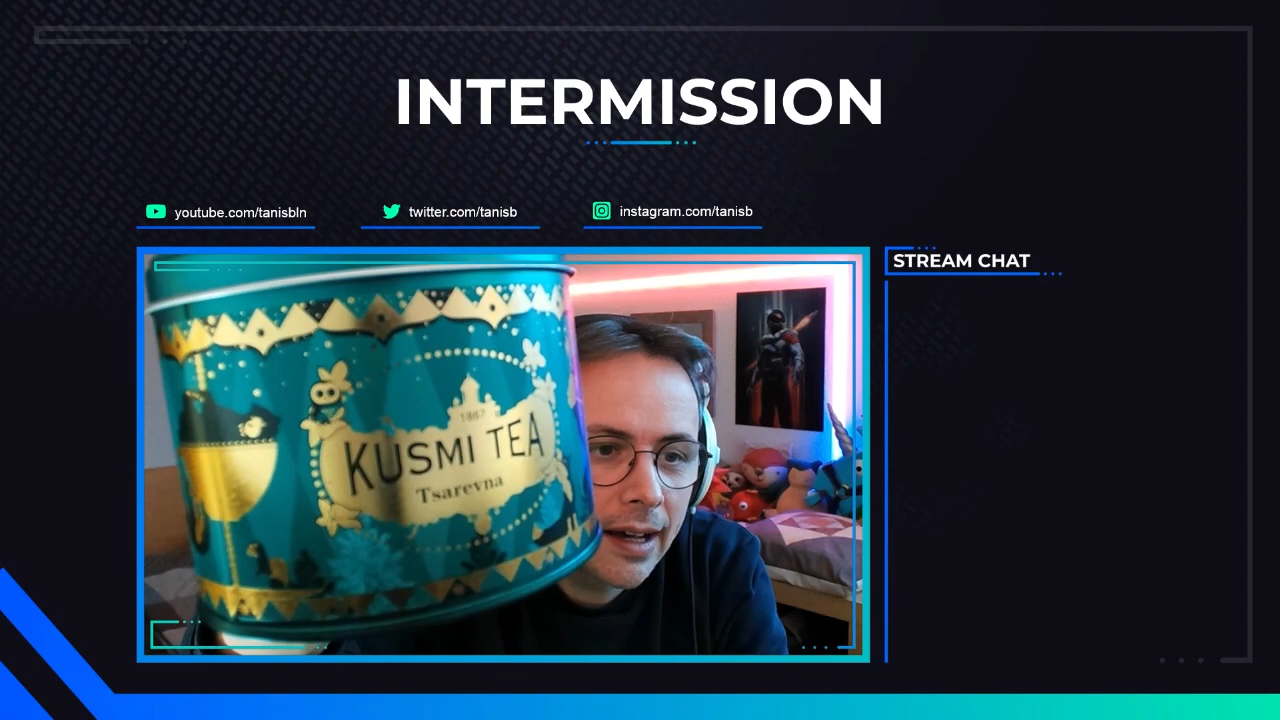 INTERMISSION
youtube.com/tanisbln
twitter.com/tanisb
instagram.com/tanisb
STREAM CHAT
1867
KUSMI TEA
Tsarevna